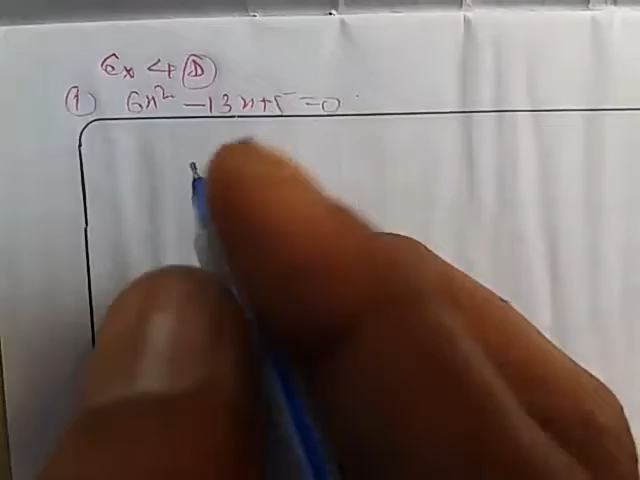 Ex 4 D
① 6x² - 13x + 5 = 0